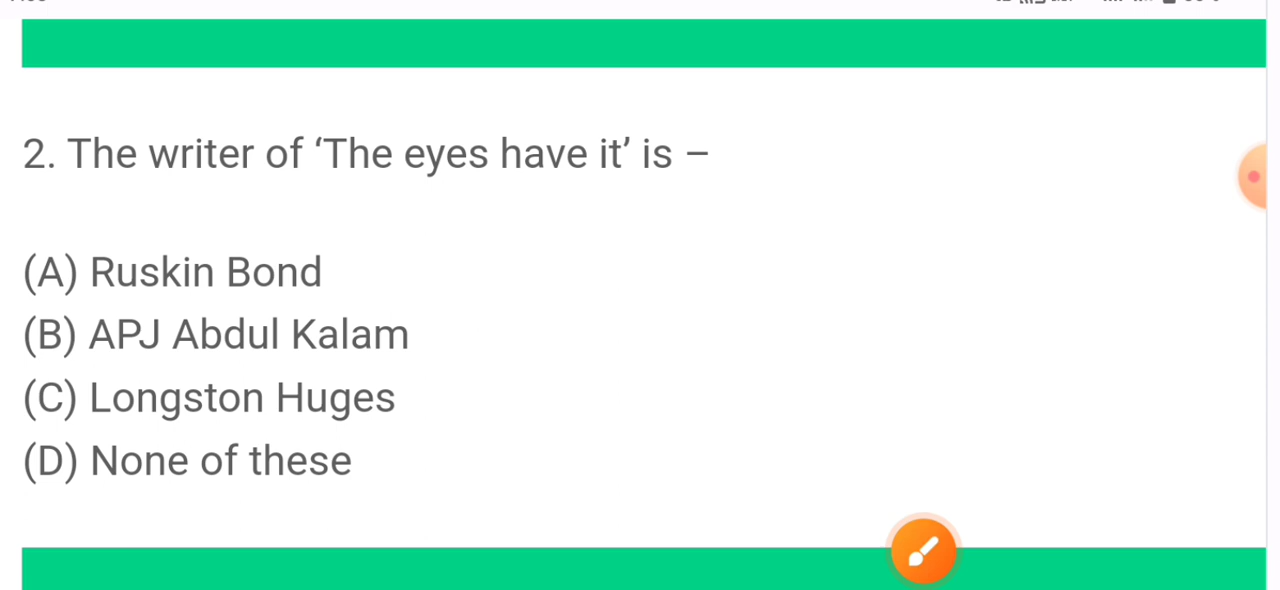 2. The writer of ‘The eyes have it’ is –
(A) Ruskin Bond
(B) APJ Abdul Kalam
(C) Longston Huges
(D) None of these